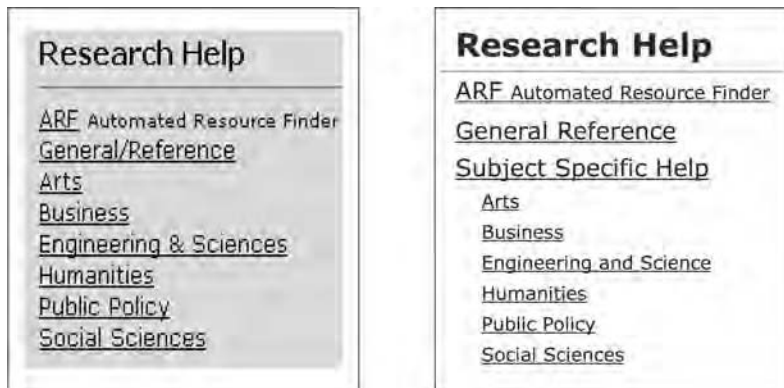 Research Help
ARF Automated Resource Finder
General/Reference
Arts
Business
Engineering & Sciences
Humanities
Public Policy
Social Sciences
Research Help
ARF Automated Resource Finder
General Reference
Subject Specific Help
Arts
Business
Engineering and Science
Humanities
Public Policy
Social Sciences